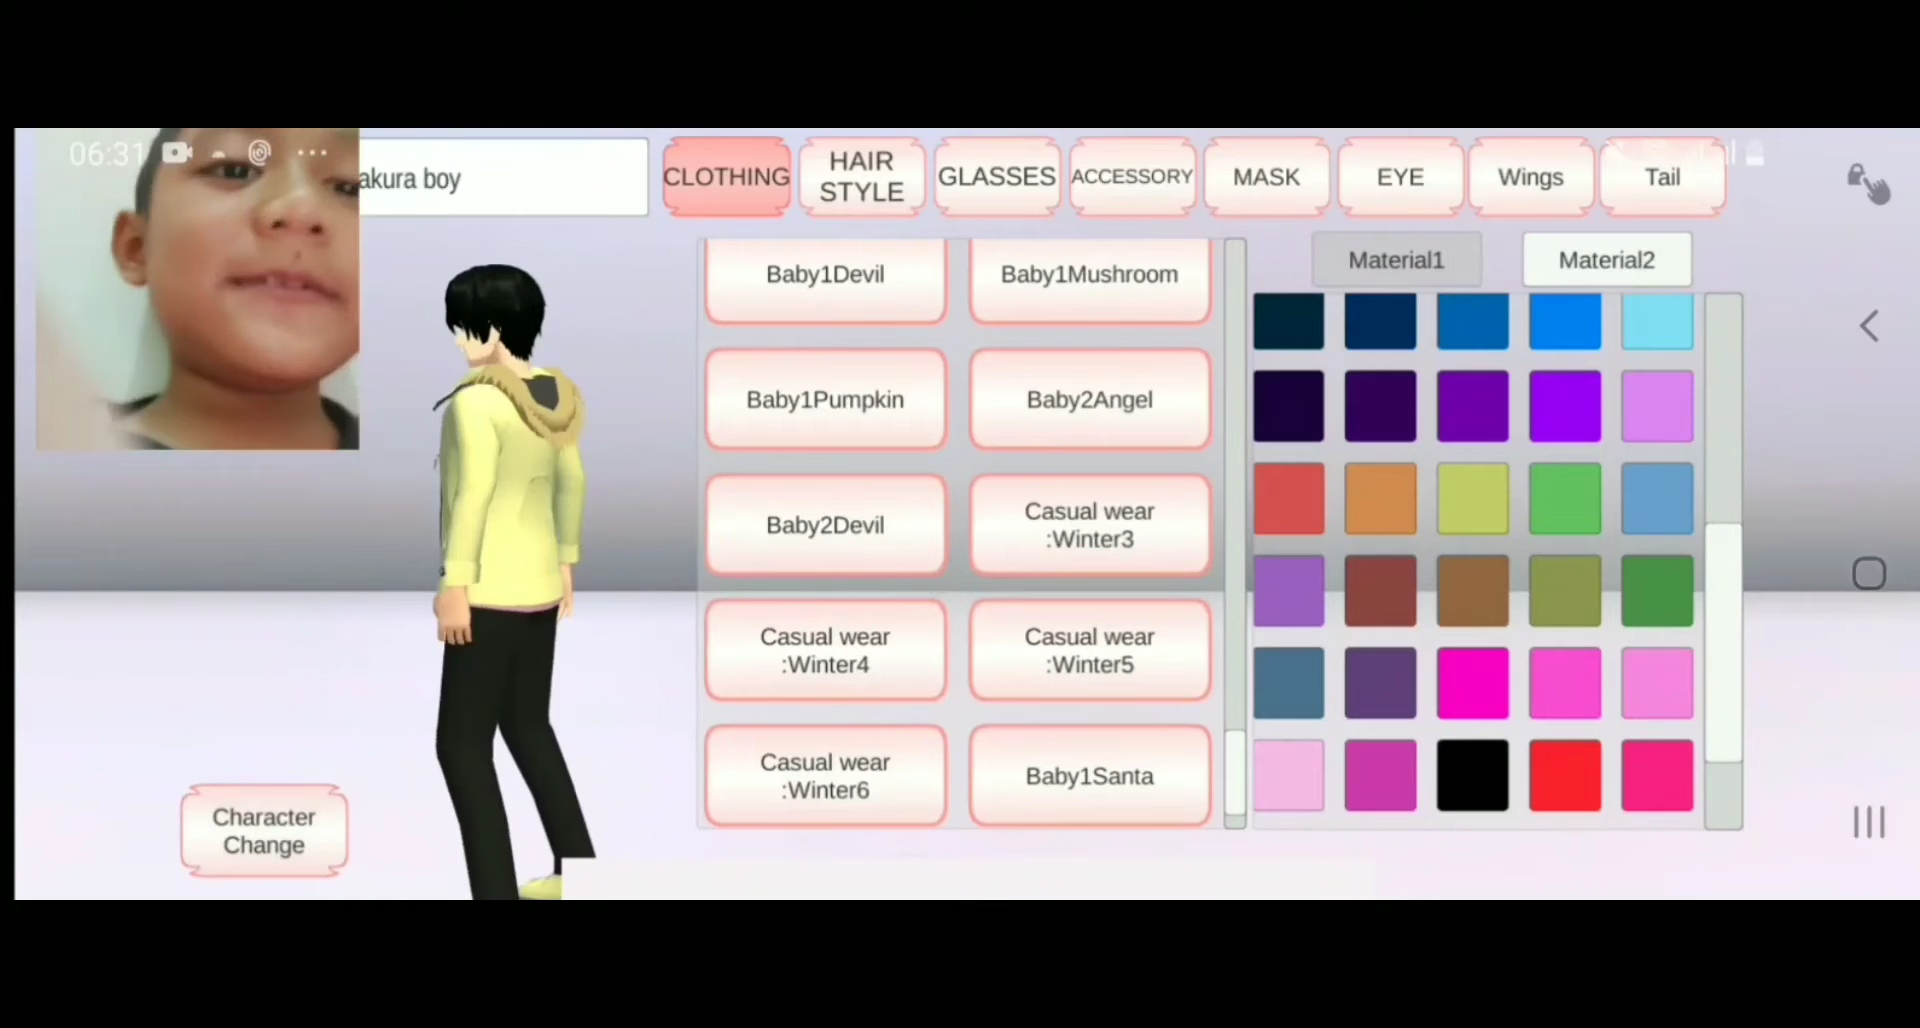 06:31
akura boy
CLOTHING
HAIR
STYLE
GLASSES
ACCESSORY
MASK
EYE
Wings
Tail
Material1
Material2
Baby1Devil
Baby1Mushroom
Baby1Pumpkin
Baby2Angel
Baby2Devil
Casual wear
:Winter3
Casual wear
:Winter4
Casual wear
:Winter5
Casual wear
:Winter6
Baby1Santa
Character
Change